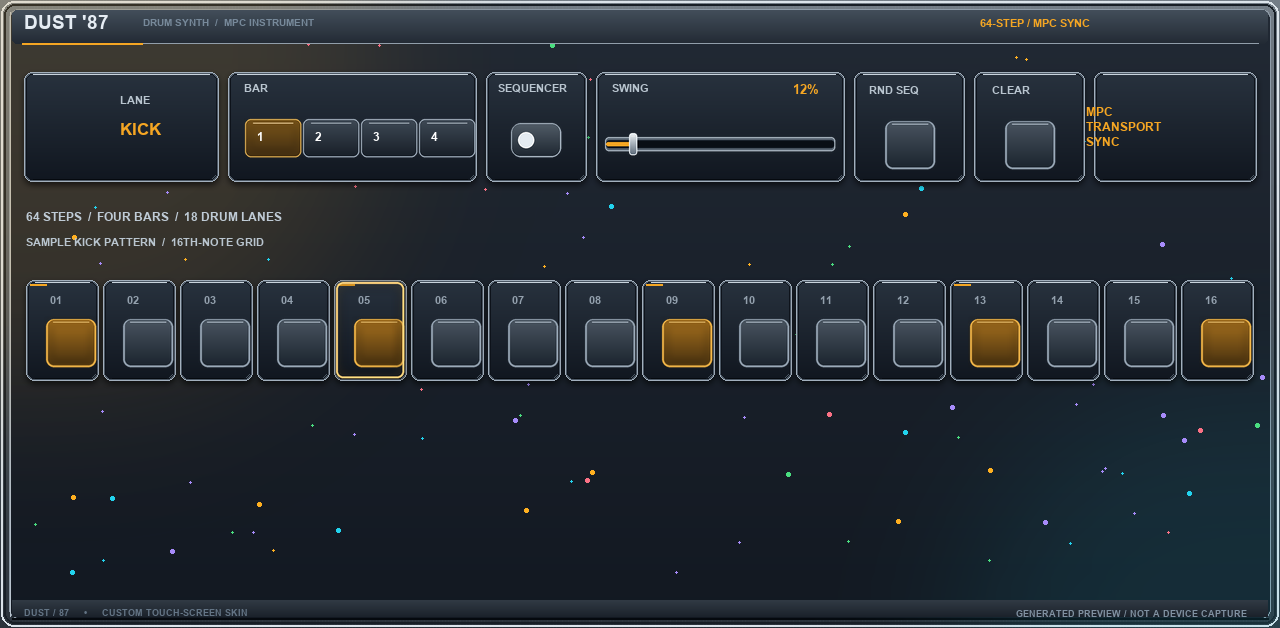 DUST '87
DRUM SYNTH / MPC INSTRUMENT
64-STEP / MPC SYNC
LANE
KICK
BAR
1 2 3 4
SEQUENCER
SWING
12%
RND SEQ
CLEAR
MPC
TRANSPORT
SYNC
64 STEPS / FOUR BARS / 18 DRUM LANES
SAMPLE KICK PATTERN / 16TH-NOTE GRID
01 02 03 04 05 06 07 08 09 10 11 12 13 14 15 16
DUST / 87 • CUSTOM TOUCH-SCREEN SKIN
GENERATED PREVIEW / NOT A DEVICE CAPTURE